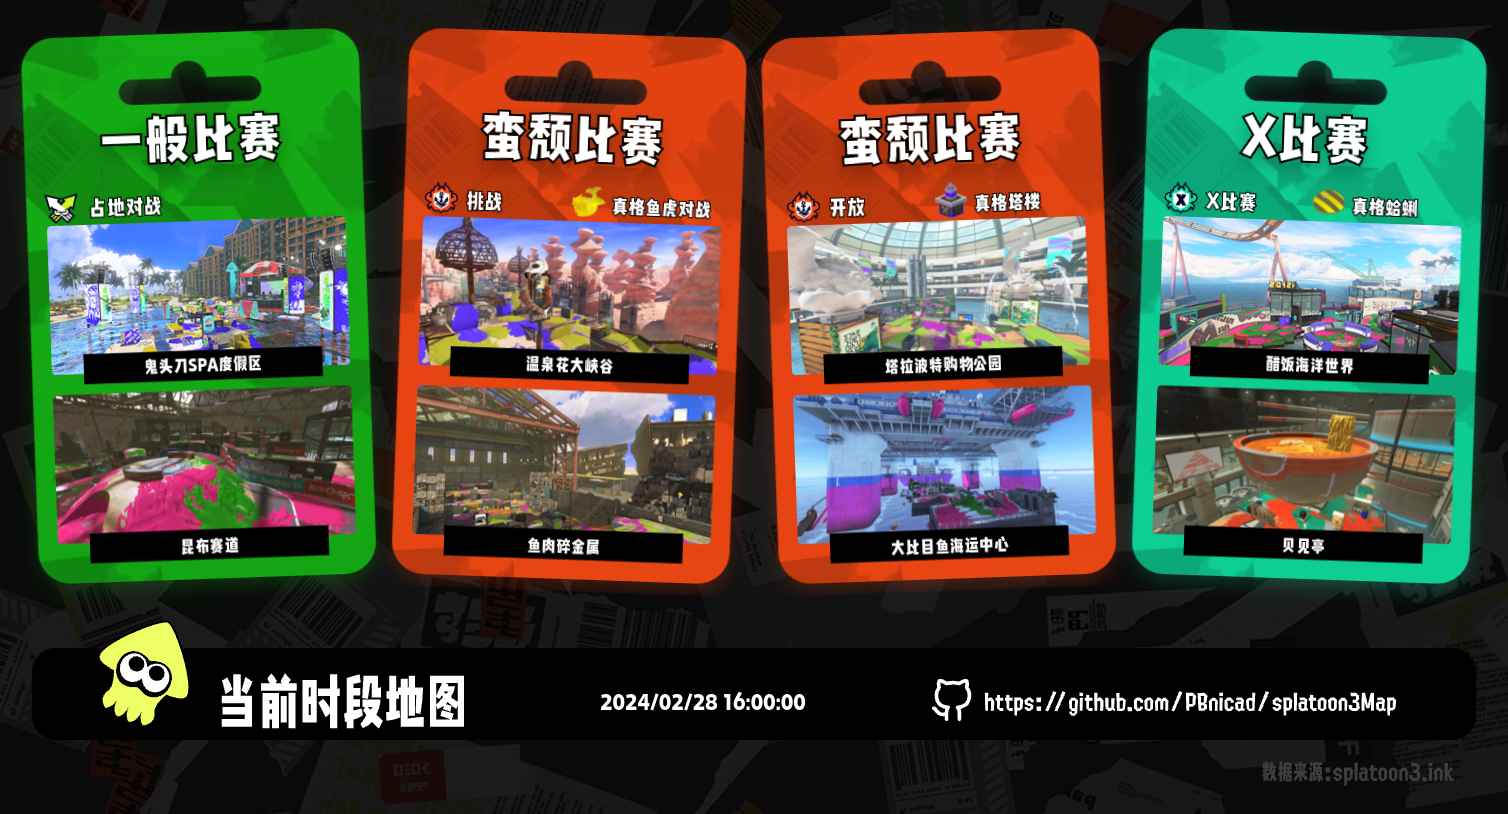 一般比赛
占地对战
鬼头刀SPA度假区
昆布赛道
蛮颓比赛
挑战
真格鱼虎对战
温泉花大峡谷
鱼肉碎金属
蛮颓比赛
开放
真格塔楼
塔拉波特购物公园
大比目鱼海运中心
X比赛
X比赛
真格蛤蜊
醋饭海洋世界
贝见亭
当前时段地图
2024/02/28 16:00:00
https://github.com/PBnicad/splatoon3Map
数据来源:splatoon3.ink